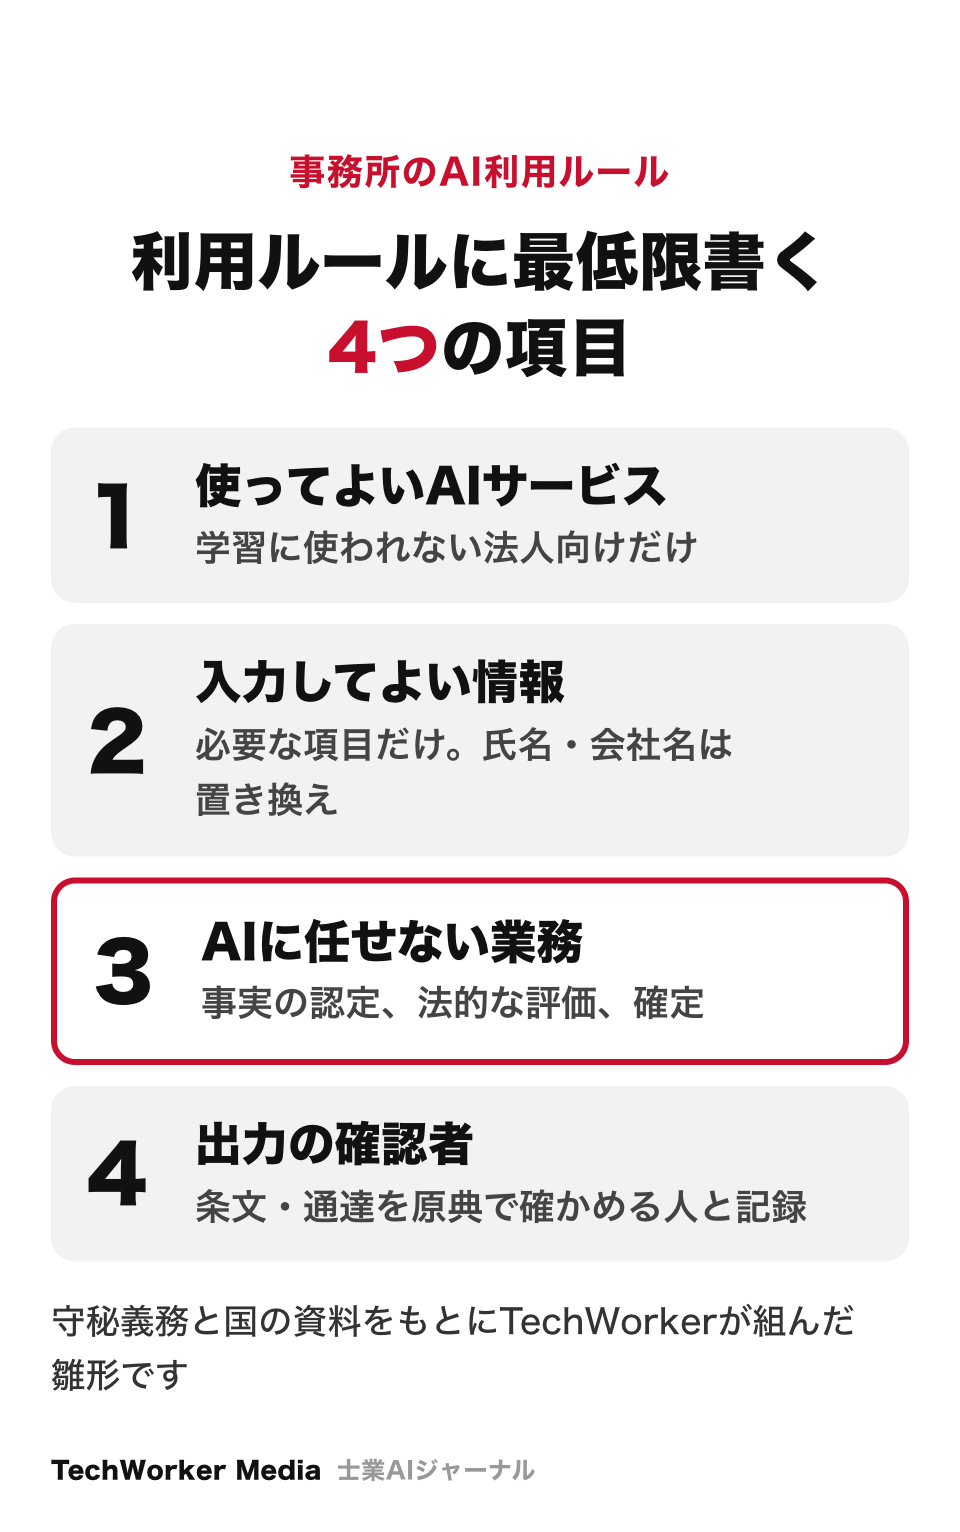 事務所のAI利用ルール
利用ルールに最低限書く
4つの項目
1
使ってよいAIサービス
学習に使われない法人向けだけ
2
入力してよい情報
必要な項目だけ。氏名・会社名は
置き換え
3
AIに任せない業務
事実の認定、法的な評価、確定
4
出力の確認者
条文・通達を原典で確かめる人と記録
守秘義務と国の資料をもとにTechWorkerが組んだ
雛形です
TechWorker Media 士業AIジャーナル